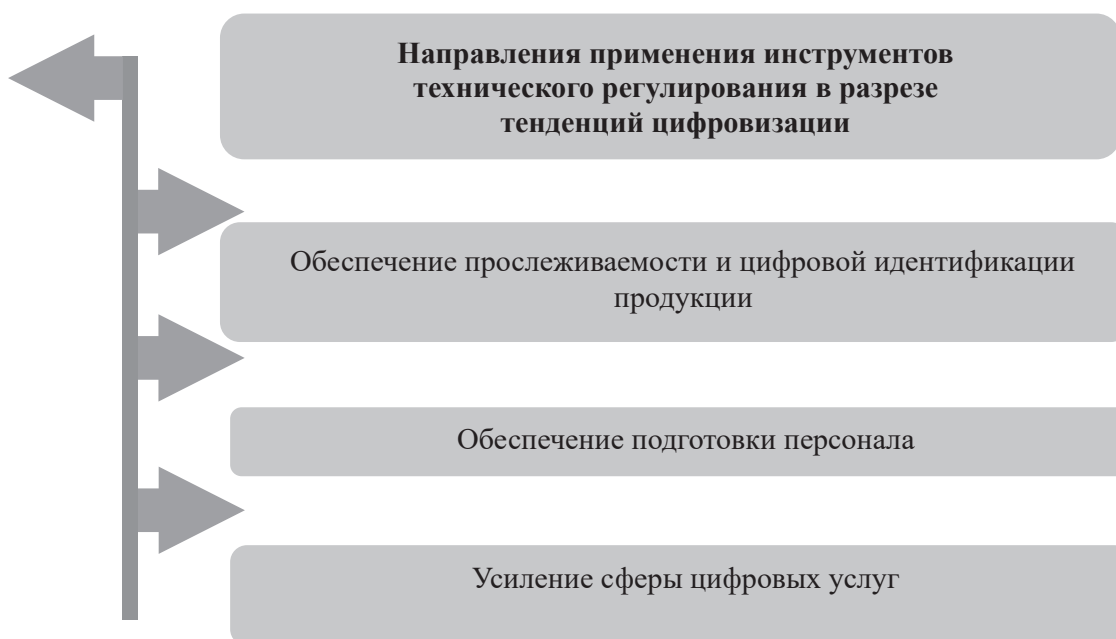 Направления применения инструментов
технического регулирования в разрезе
тенденций цифровизации
Обеспечение прослеживаемости и цифровой идентификации
продукции
Обеспечение подготовки персонала
Усиление сферы цифровых услуг